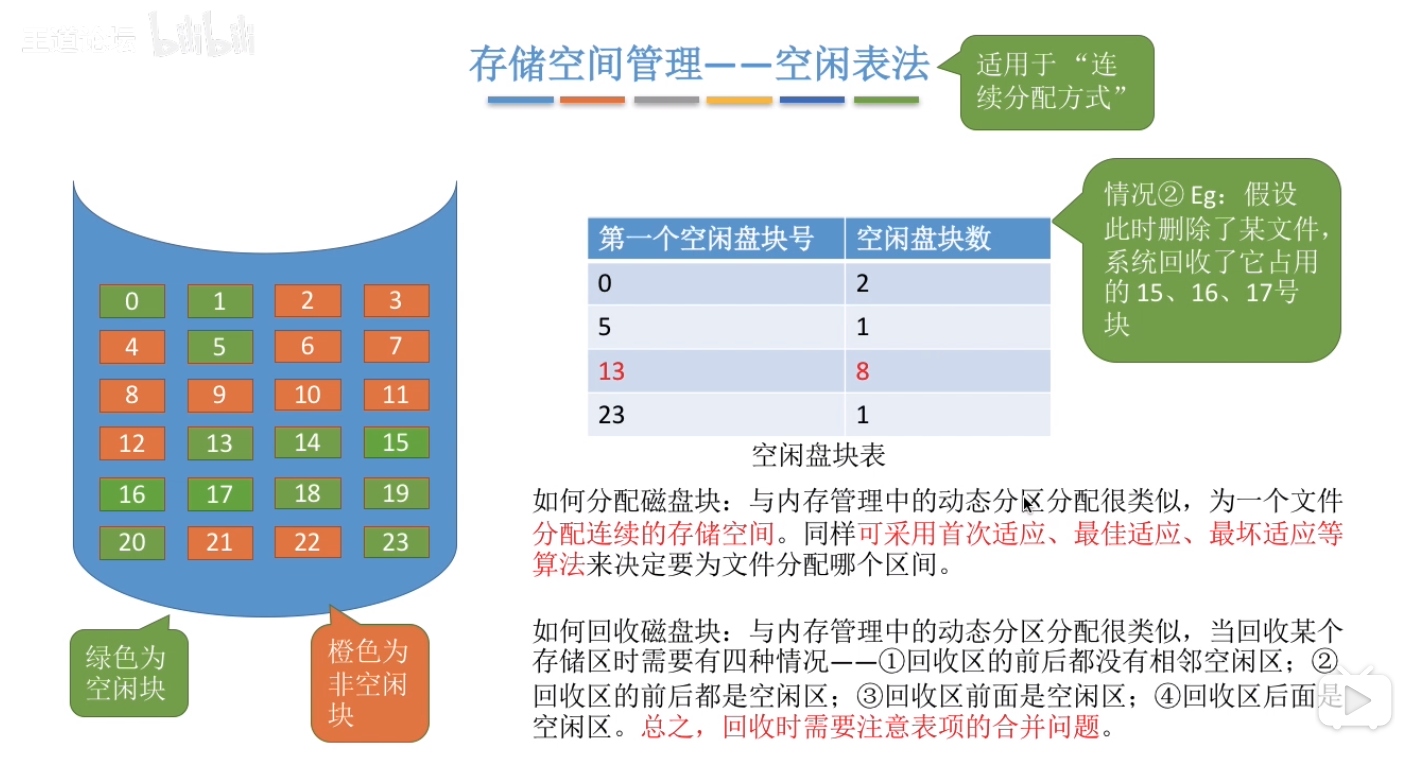 王道论坛 bilibili
存储空间管理——空闲表法
适用于 “连
续分配方式”
情况② Eg：假设
此时删除了某文件，
系统回收了它占用
的 15、16、17号
块
第一个空闲盘块号 空闲盘块数
0 2
5 1
13 8
23 1
空闲盘块表
0 1 2 3
4 5 6 7
8 9 10 11
12 13 14 15
16 17 18 19
20 21 22 23
绿色为
空闲块
橙色为
非空闲
块
如何分配磁盘块：与内存管理中的动态分区分配很类似，为一个文件
分配连续的存储空间。同样可采用首次适应、最佳适应、最坏适应等
算法来决定要为文件分配哪个区间。
如何回收磁盘块：与内存管理中的动态分区分配很类似，当回收某个
存储区时需要有四种情况——①回收区的前后都没有相邻空闲区；②
回收区的前后都是空闲区；③回收区前面是空闲区；④回收区后面是
空闲区。总之，回收时需要注意表项的合并问题。